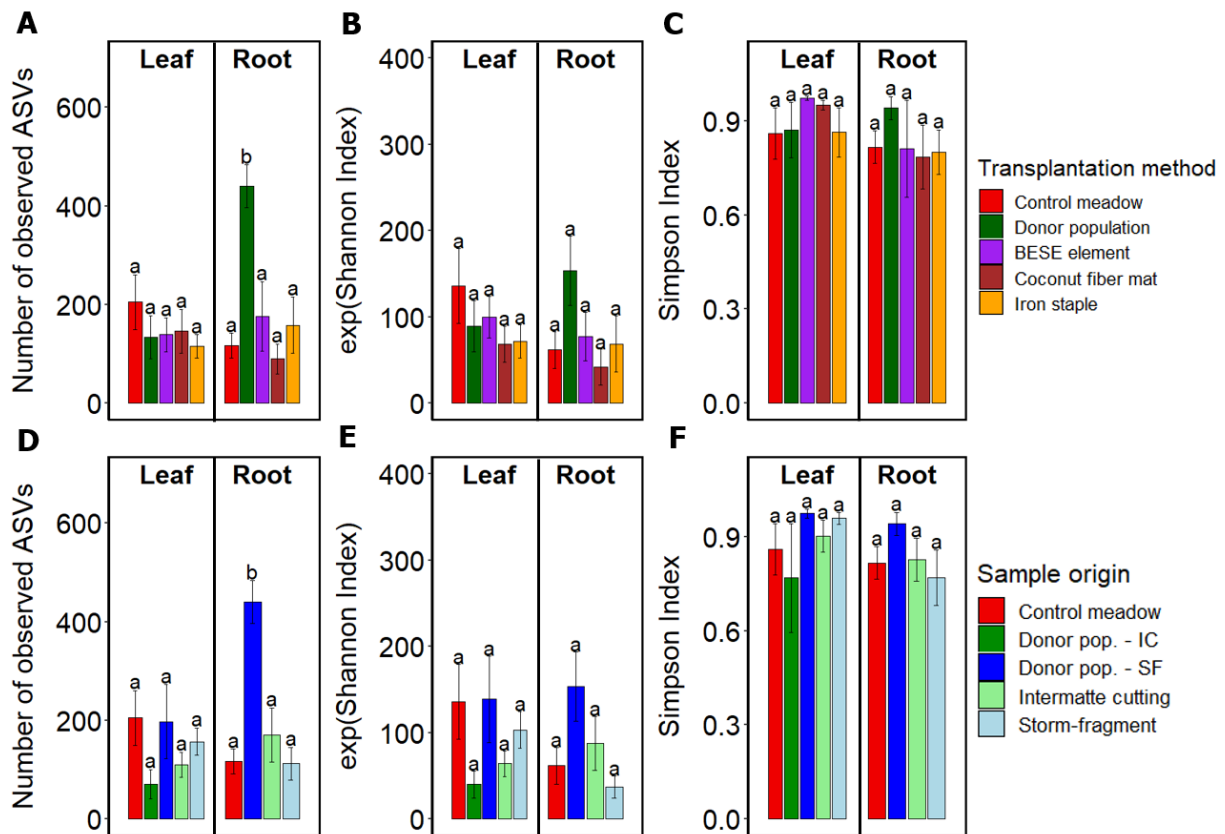 A
B
C
Number of observed ASVs
600
400
200
0
Leaf Root
a a a a a
a b a a a
exp(Shannon Index)
400
300
200
100
0
Leaf Root
a a a a a
a a a a a
Simpson Index
0.9
0.6
0.3
0.0
Leaf Root
a a a a a
a a a a a
Transplantation method
Control meadow
Donor population
BESE element
Coconut fiber mat
Iron staple
D
E
F
Number of observed ASVs
600
400
200
0
Leaf Root
a a a a a
a b a a
exp(Shannon Index)
400
300
200
100
0
Leaf Root
a a a a a
a a a a
Simpson Index
0.9
0.6
0.3
0.0
Leaf Root
a a a a a
a a a a
Sample origin
Control meadow
Donor pop. - IC
Donor pop. - SF
Intermatte cutting
Storm-fragment